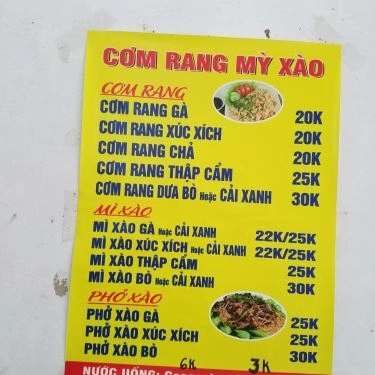 CƠM RANG MỲ XÀO
CƠM RANG
CƠM RANG GÀ 20K
CƠM RANG XÚC XÍCH 20K
CƠM RANG CHẢ 20K
CƠM RANG THẬP CẨM 25K
CƠM RANG DƯA BÒ Hoặc CẢI XANH 30K
MÌ XÀO
MÌ XÀO GÀ Hoặc CẢI XANH 22K/25K
MÌ XÀO XÚC XÍCH Hoặc CẢI XANH 22K/25K
MÌ XÀO THẬP CẨM 25K
MÌ XÀO BÒ Hoặc CẢI XANH 30K
PHỞ XÀO
PHỞ XÀO GÀ 25K
PHỞ XÀO XÚC XÍCH 25K
PHỞ XÀO BÒ 30K
6K 3K
NƯỚC UỐNG: